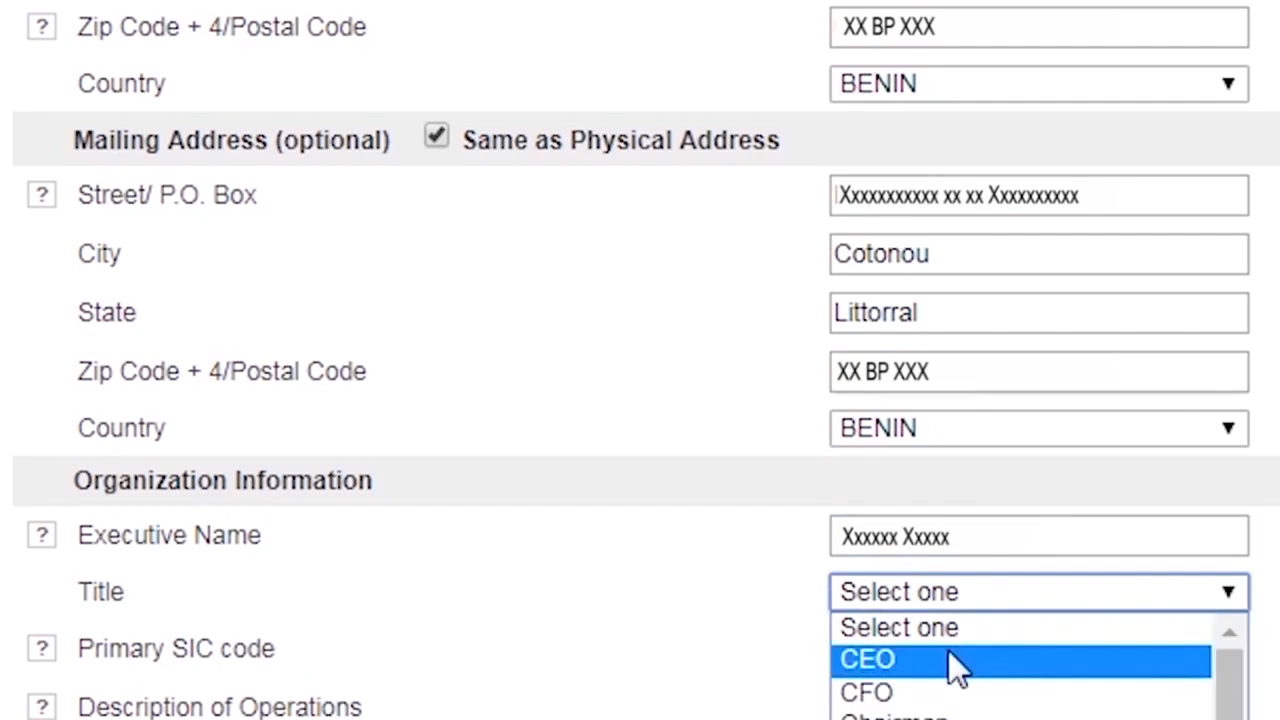 ? Zip Code + 4/Postal Code XX BP XXX
Country BENIN ▼
Mailing Address (optional) Same as Physical Address
? Street/ P.O. Box Xxxxxxxxxxx xx xx Xxxxxxxxxx
City Cotonou
State Littorral
Zip Code + 4/Postal Code XX BP XXX
Country BENIN ▼
Organization Information
? Executive Name Xxxxxx Xxxxx
Title Select one ▼
Select one
? Primary SIC code
CEO
CFO
? Description of Operations
Chairman